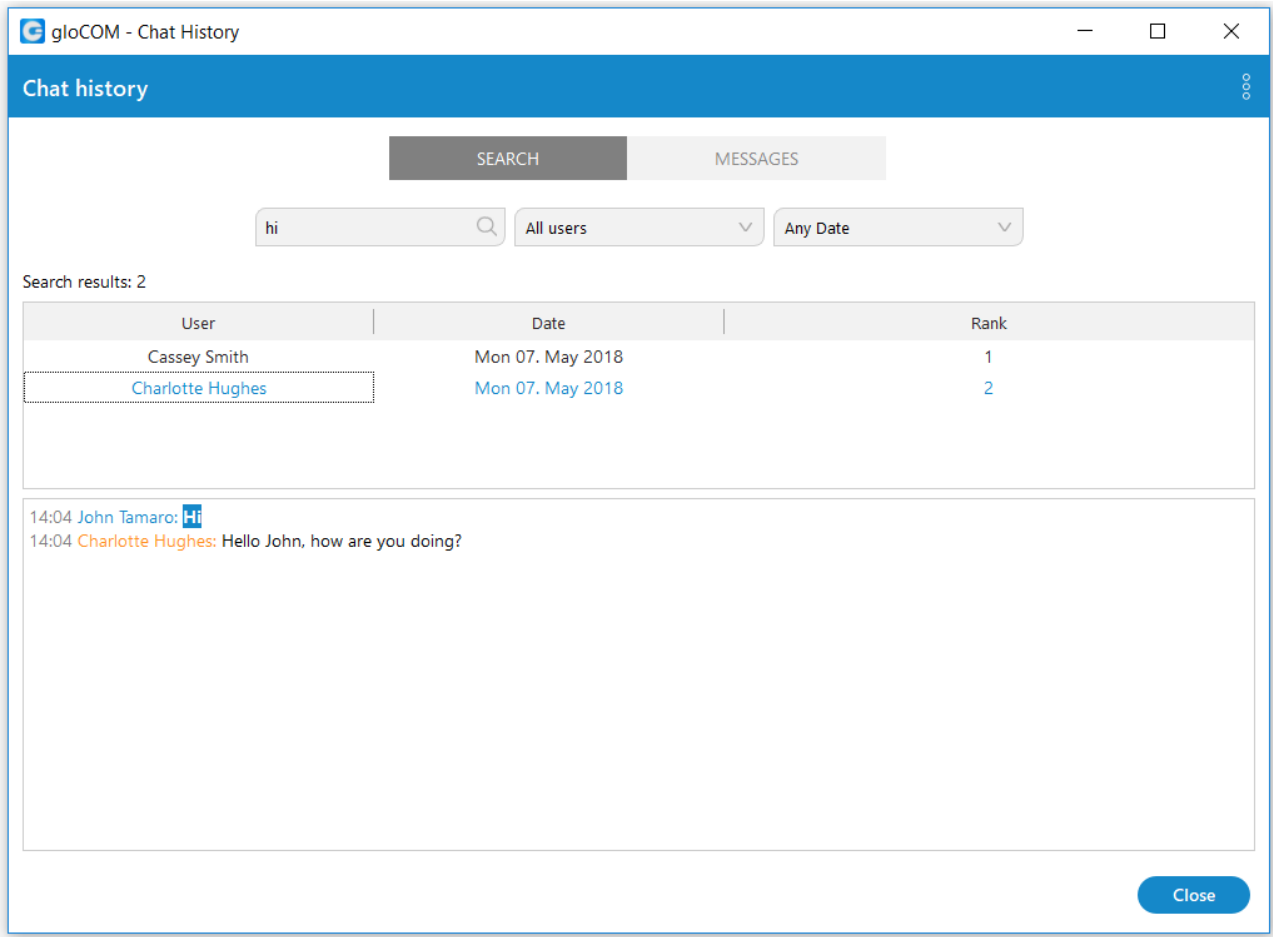 gloCOM - Chat History
Chat history
SEARCH MESSAGES
hi All users Any Date
Search results: 2
User Date Rank
Cassey Smith Mon 07. May 2018 1
Charlotte Hughes Mon 07. May 2018 2
14:04 John Tamaro: Hi
14:04 Charlotte Hughes: Hello John, how are you doing?
Close